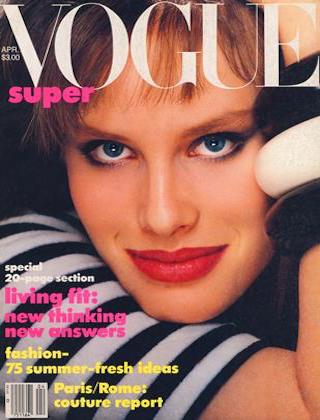 VOGUE
APR.
$3.00
super
special
20-page section
living fit:
new thinking
new answers
fashion-
75 summer-fresh ideas
Paris/Rome:
couture report